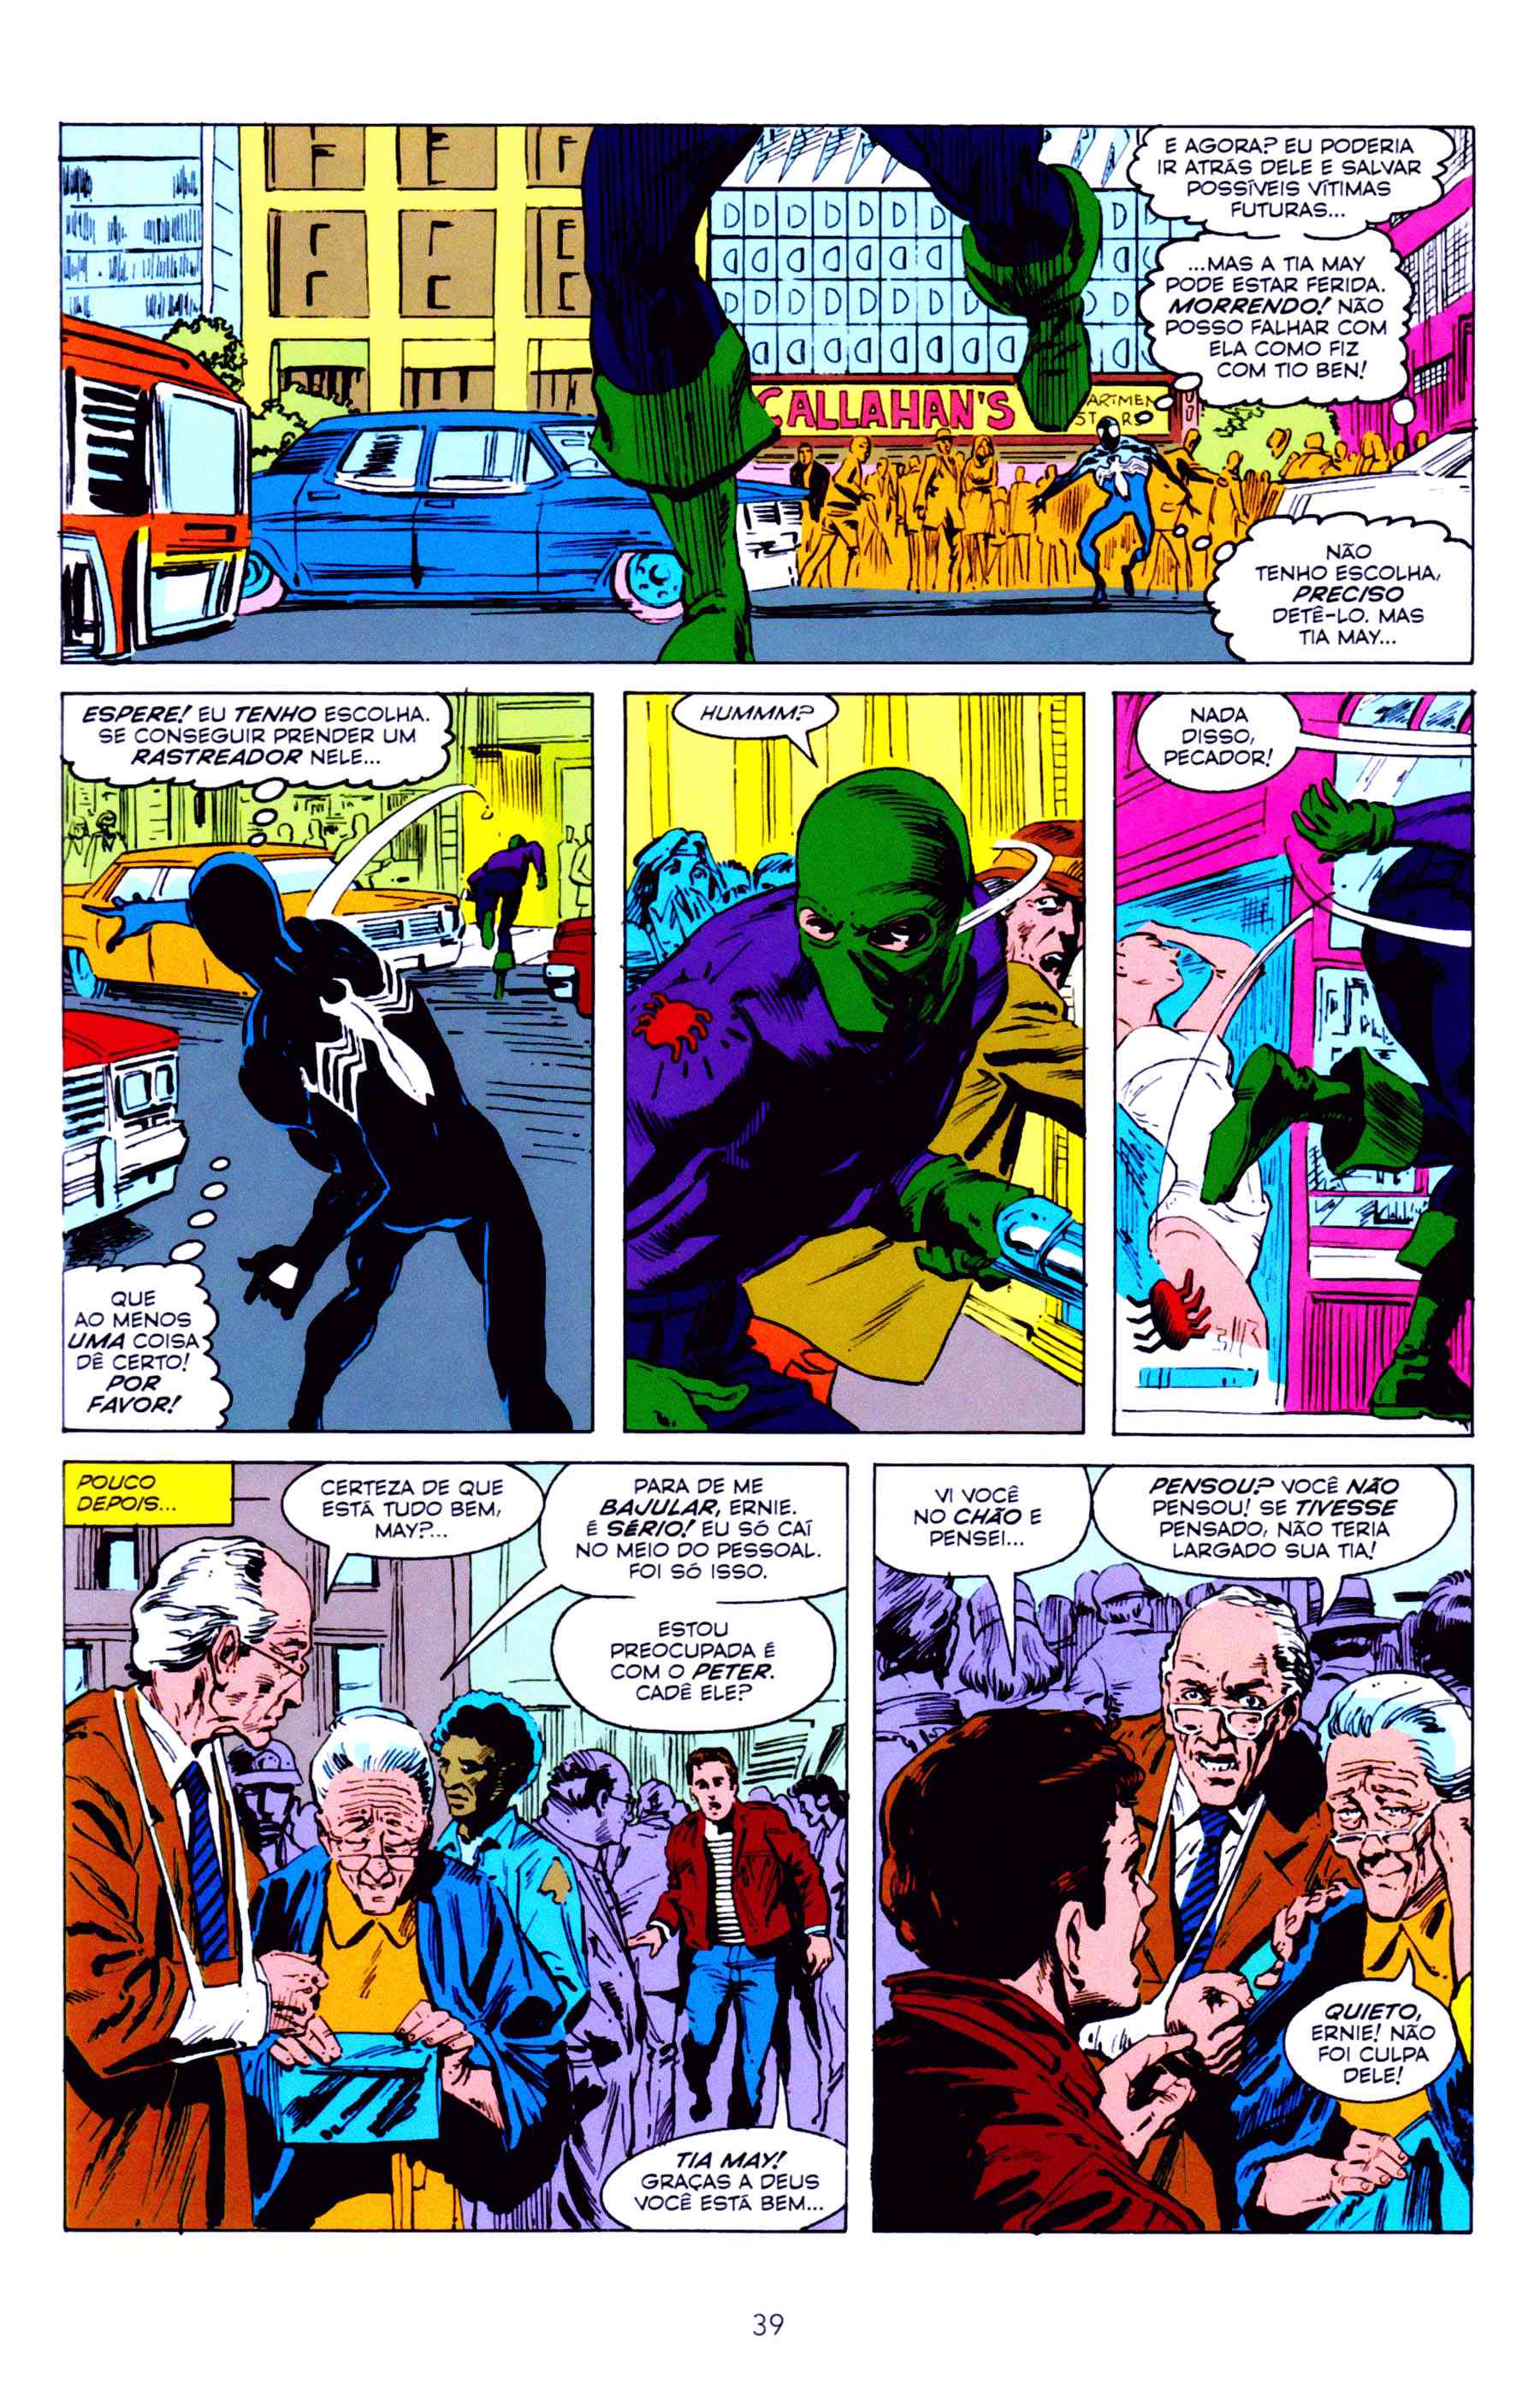 E AGORA? EU PODERIA
IR ATRÁS DELE E SALVAR
POSSÍVEIS VÍTIMAS
FUTURAS...
...MAS A TIA MAY
PODE ESTAR FERIDA.
MORRENDO! NÃO
POSSO FALHAR COM
ELA COMO FIZ
COM TIO BEN!
CALLAHAN'S
NÃO
TENHO ESCOLHA,
PRECISO
DETÊ-LO. MAS
TIA MAY...
ESPERE! EU TENHO ESCOLHA.
SE CONSEGUIR PRENDER UM
RASTREADOR NELE...
QUE
AO MENOS
UMA COISA
DÊ CERTO!
POR
FAVOR!
HUMMM?
NADA
DISSO,
PECADOR!
POUCO
DEPOIS...
CERTEZA DE QUE
ESTÁ TUDO BEM,
MAY?...
PARA DE ME
BAJULAR, ERNIE.
É SÉRIO! EU SÓ CAÍ
NO MEIO DO PESSOAL.
FOI SÓ ISSO.
ESTOU
PREOCUPADA É
COM O PETER.
CADÊ ELE?
TIA MAY!
GRAÇAS A DEUS
VOCÊ ESTÁ BEM...
VI VOCÊ
NO CHÃO E
PENSEI...
PENSOU? VOCÊ NÃO
PENSOU! SE TIVESSE
PENSADO, NÃO TERIA
LARGADO SUA TIA!
QUIETO,
ERNIE! NÃO
FOI CULPA
DELE!
39